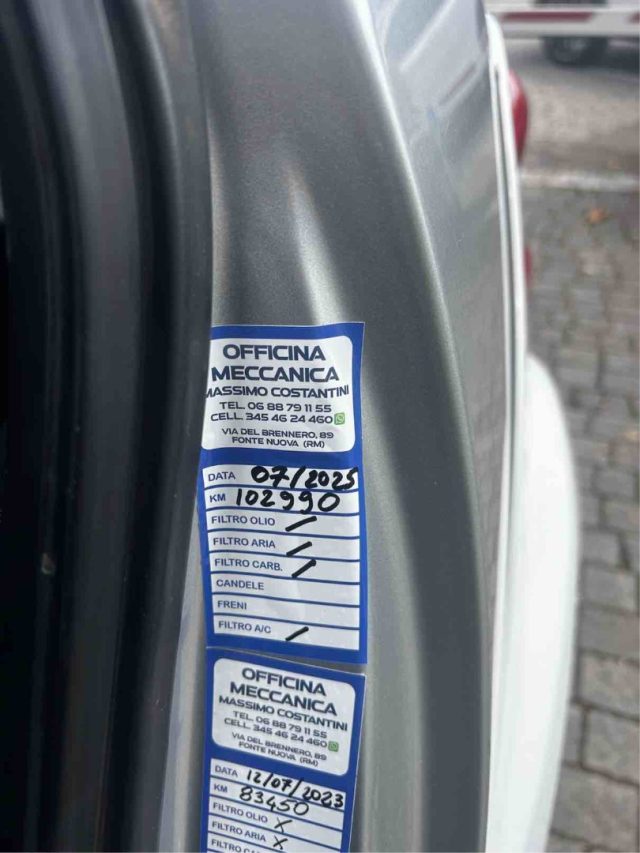 OFFICINA
MECCANICA
MASSIMO COSTANTINI
TEL. 06 88 79 11 55
CELL. 345 46 24 460
VIA DEL BRENNERO, 89
FONTE NUOVA (RM)
DATA 07/2025
KM 102990
FILTRO OLIO /
FILTRO ARIA /
FILTRO CARB. /
CANDELE
FRENI
FILTRO A/C /
OFFICINA
MECCANICA
MASSIMO COSTANTINI
TEL. 06 88 79 11 55
CELL. 345 46 24 460
VIA DEL BRENNERO, 89
FONTE NUOVA (RM)
DATA 12/07/2023
KM 83450
FILTRO OLIO X
FILTRO ARIA X